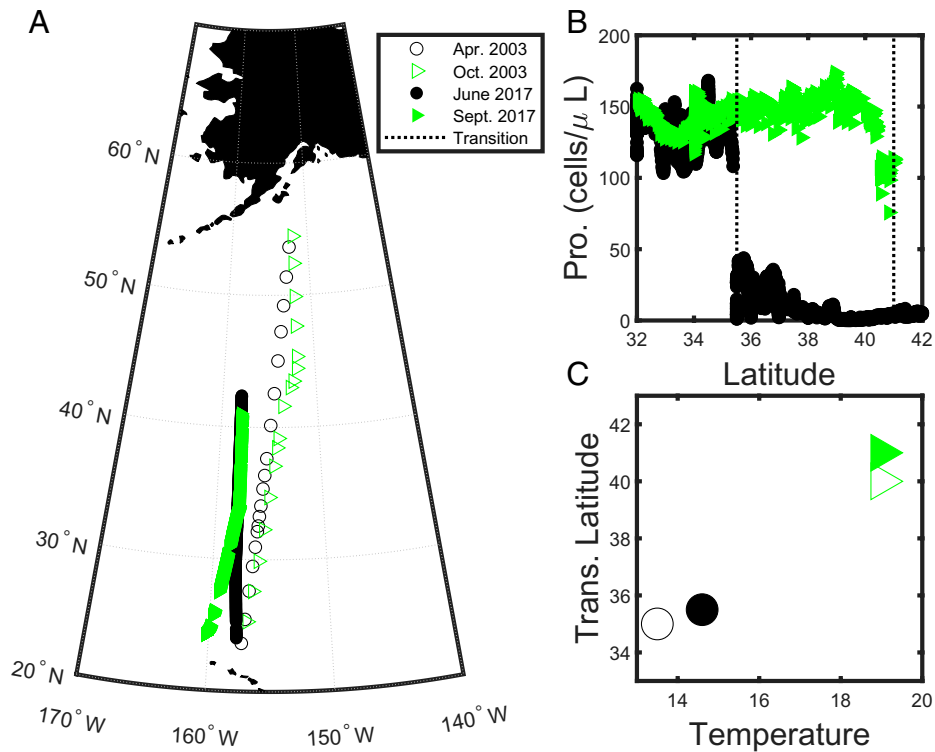 A
Apr. 2003
Oct. 2003
June 2017
Sept. 2017
Transition
60°N
50°N
40°N
30°N
20°N
170°W
160°W
150°W
140°W
B
200
150
100
50
0
Pro. (cells/μ L)
32 34 36 38 40 42
Latitude
C
42
40
38
36
34
Trans. Latitude
14 16 18 20
Temperature